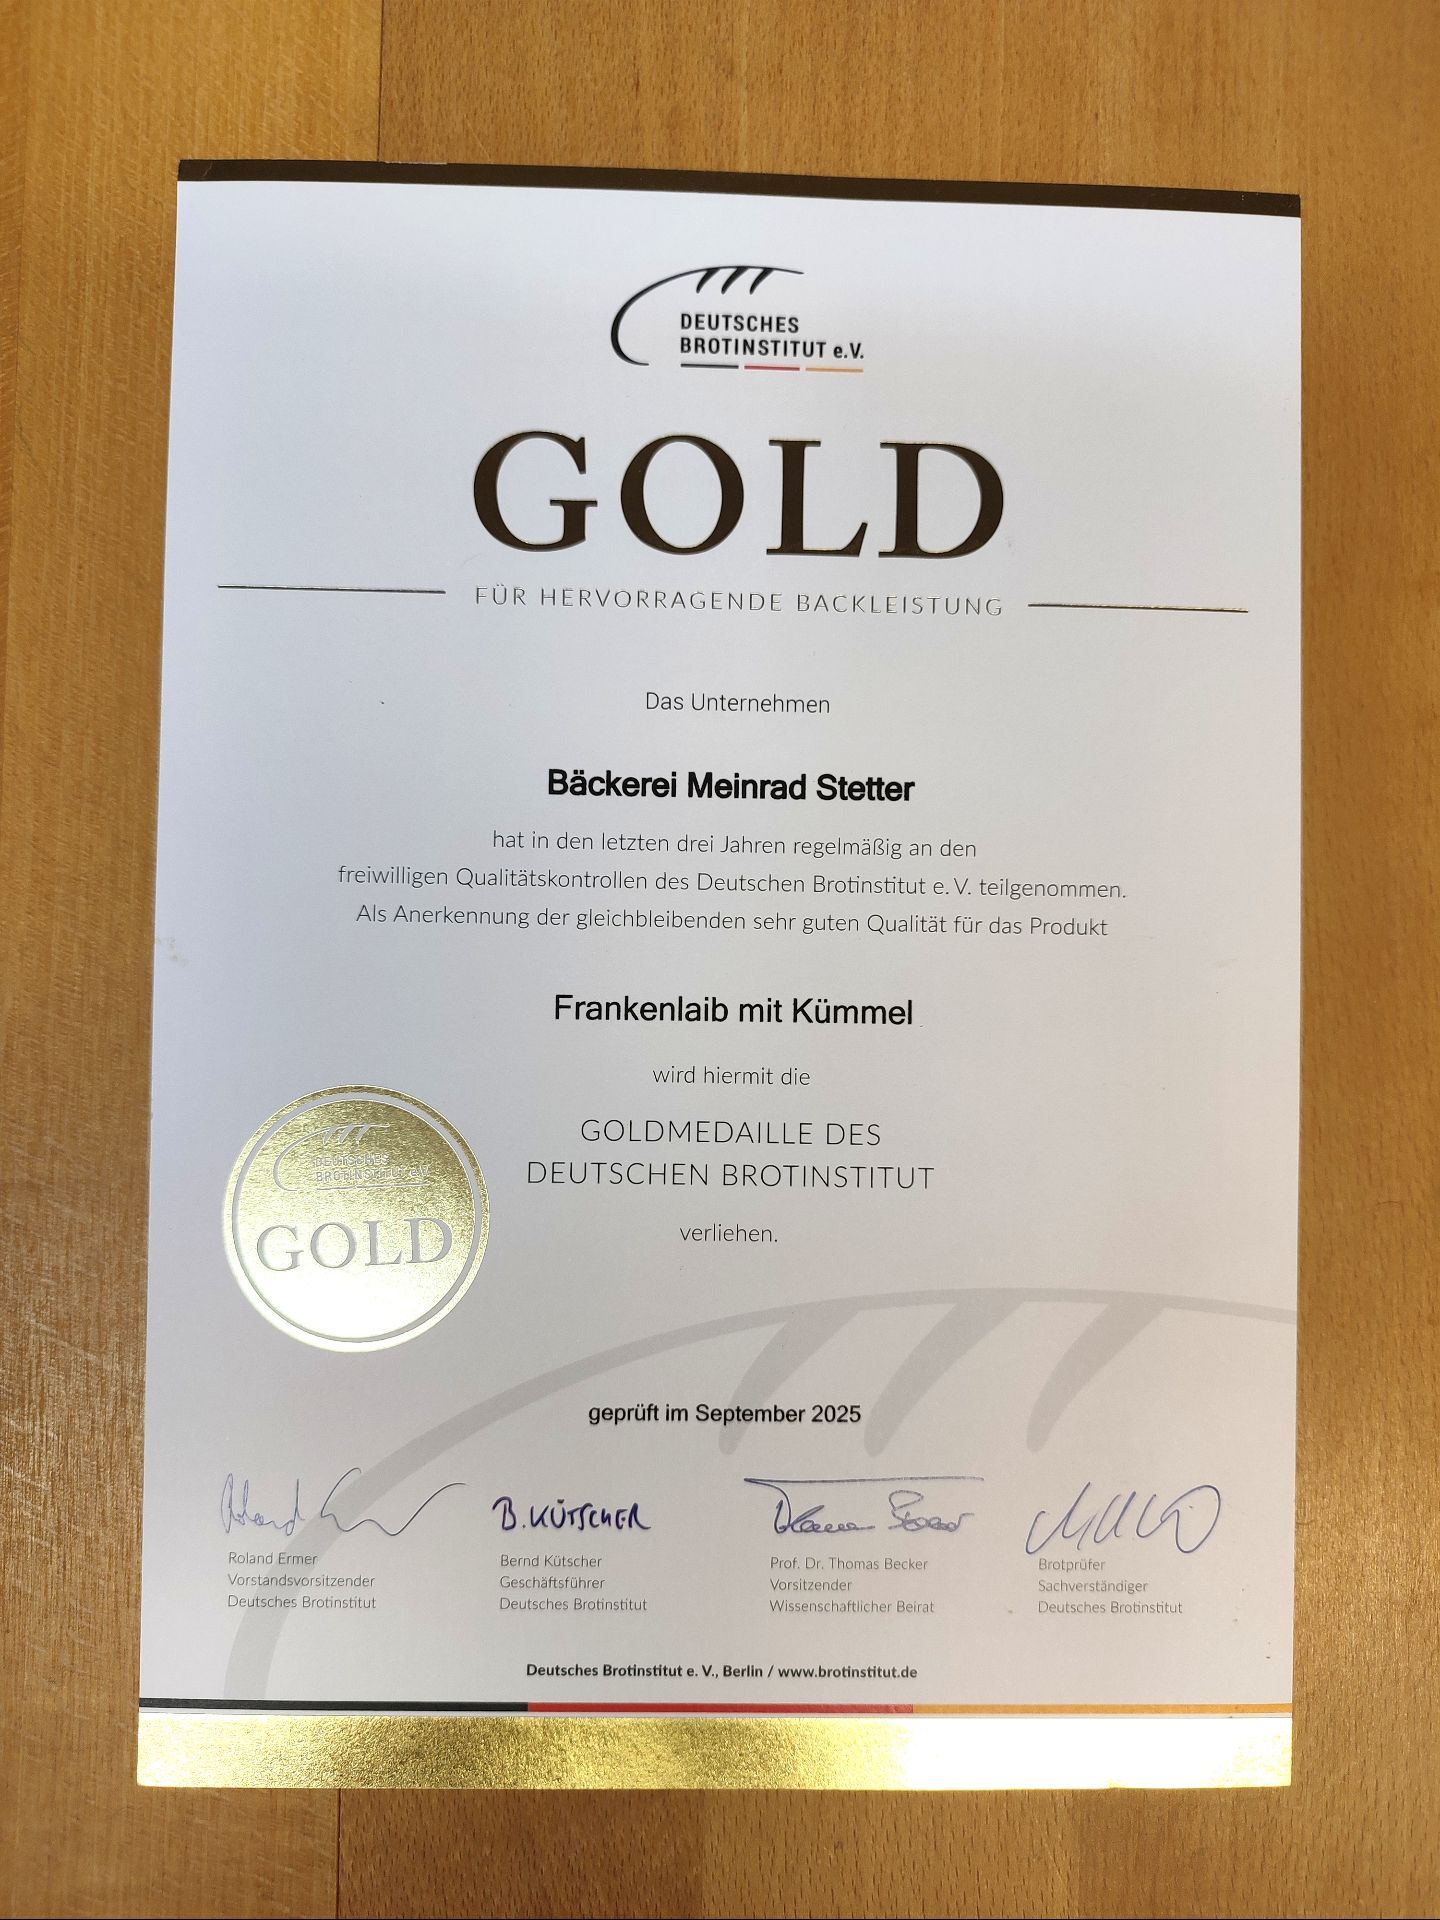 DEUTSCHES
BROTINSTITUT e.V.
GOLD
FÜR HERVORRAGENDE BACKLEISTUNG
Das Unternehmen
Bäckerei Meinrad Stetter
hat in den letzten drei Jahren regelmäßig an den
freiwilligen Qualitätskontrollen des Deutschen Brotinstitut e. V. teilgenommen.
Als Anerkennung der gleichbleibenden sehr guten Qualität für das Produkt
Frankenlaib mit Kümmel
wird hiermit die
GOLDMEDAILLE DES
DEUTSCHEN BROTINSTITUT
verliehen.
DEUTSCHES
BROTINSTITUT e.V.
GOLD
geprüft im September 2025
B. KÜTSCHER
Roland Ermer
Vorstandsvorsitzender
Deutsches Brotinstitut
Bernd Kütscher
Geschäftsführer
Deutsches Brotinstitut
Prof. Dr. Thomas Becker
Vorsitzender
Wissenschaftlicher Beirat
Brotprüfer
Sachverständiger
Deutsches Brotinstitut
Deutsches Brotinstitut e. V., Berlin / www.brotinstitut.de